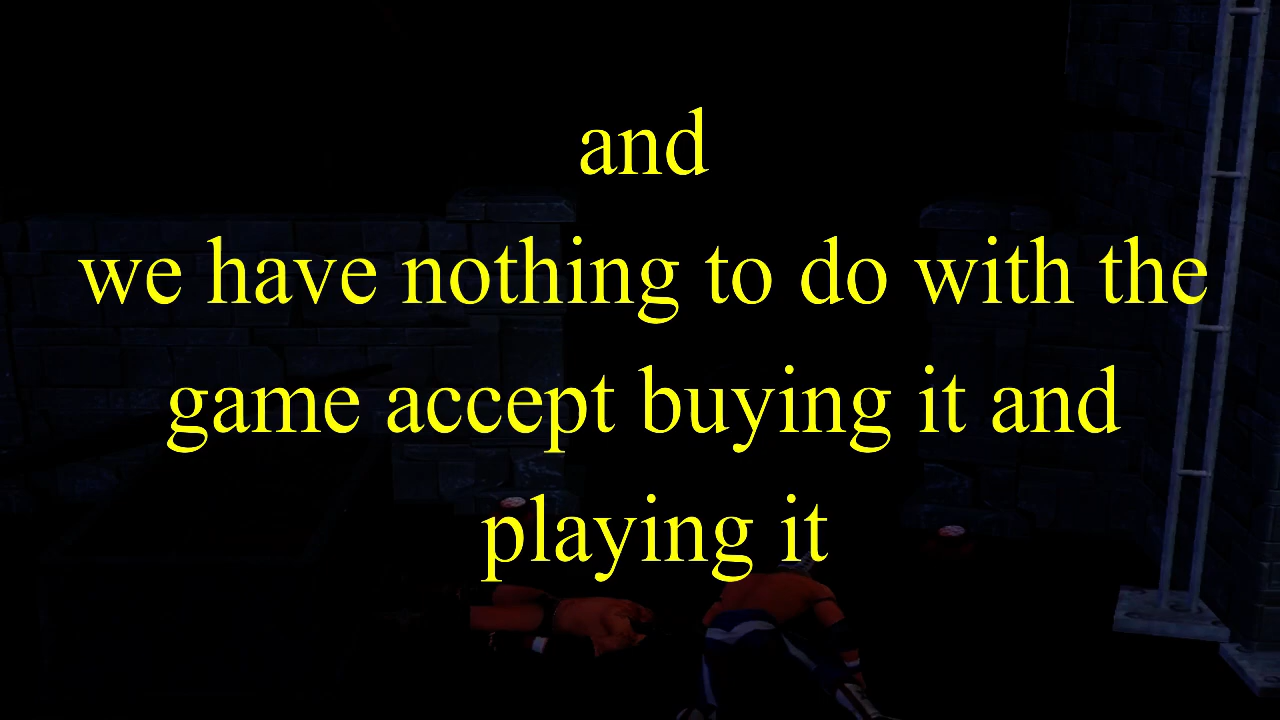 and
we have nothing to do with the
game accept buying it and
playing it